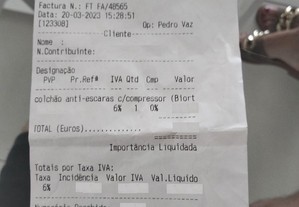 Factura N.: FT FA/48565
Data: 20-03-2023 15:28:51
[123308] Op: Pedro Vaz
Cliente
Nome :
N.Contribuinte:
Designação
PVP Pr.Ref# IVA Qtd Cmp Valor
colchão anti-escaras c/compressor (Biort
6% 1 0%
TOTAL (Euros)..............
Importância Liquidada
Totais por Taxa IVA:
Taxa Incidência Valor IVA Val.Líquido
6%